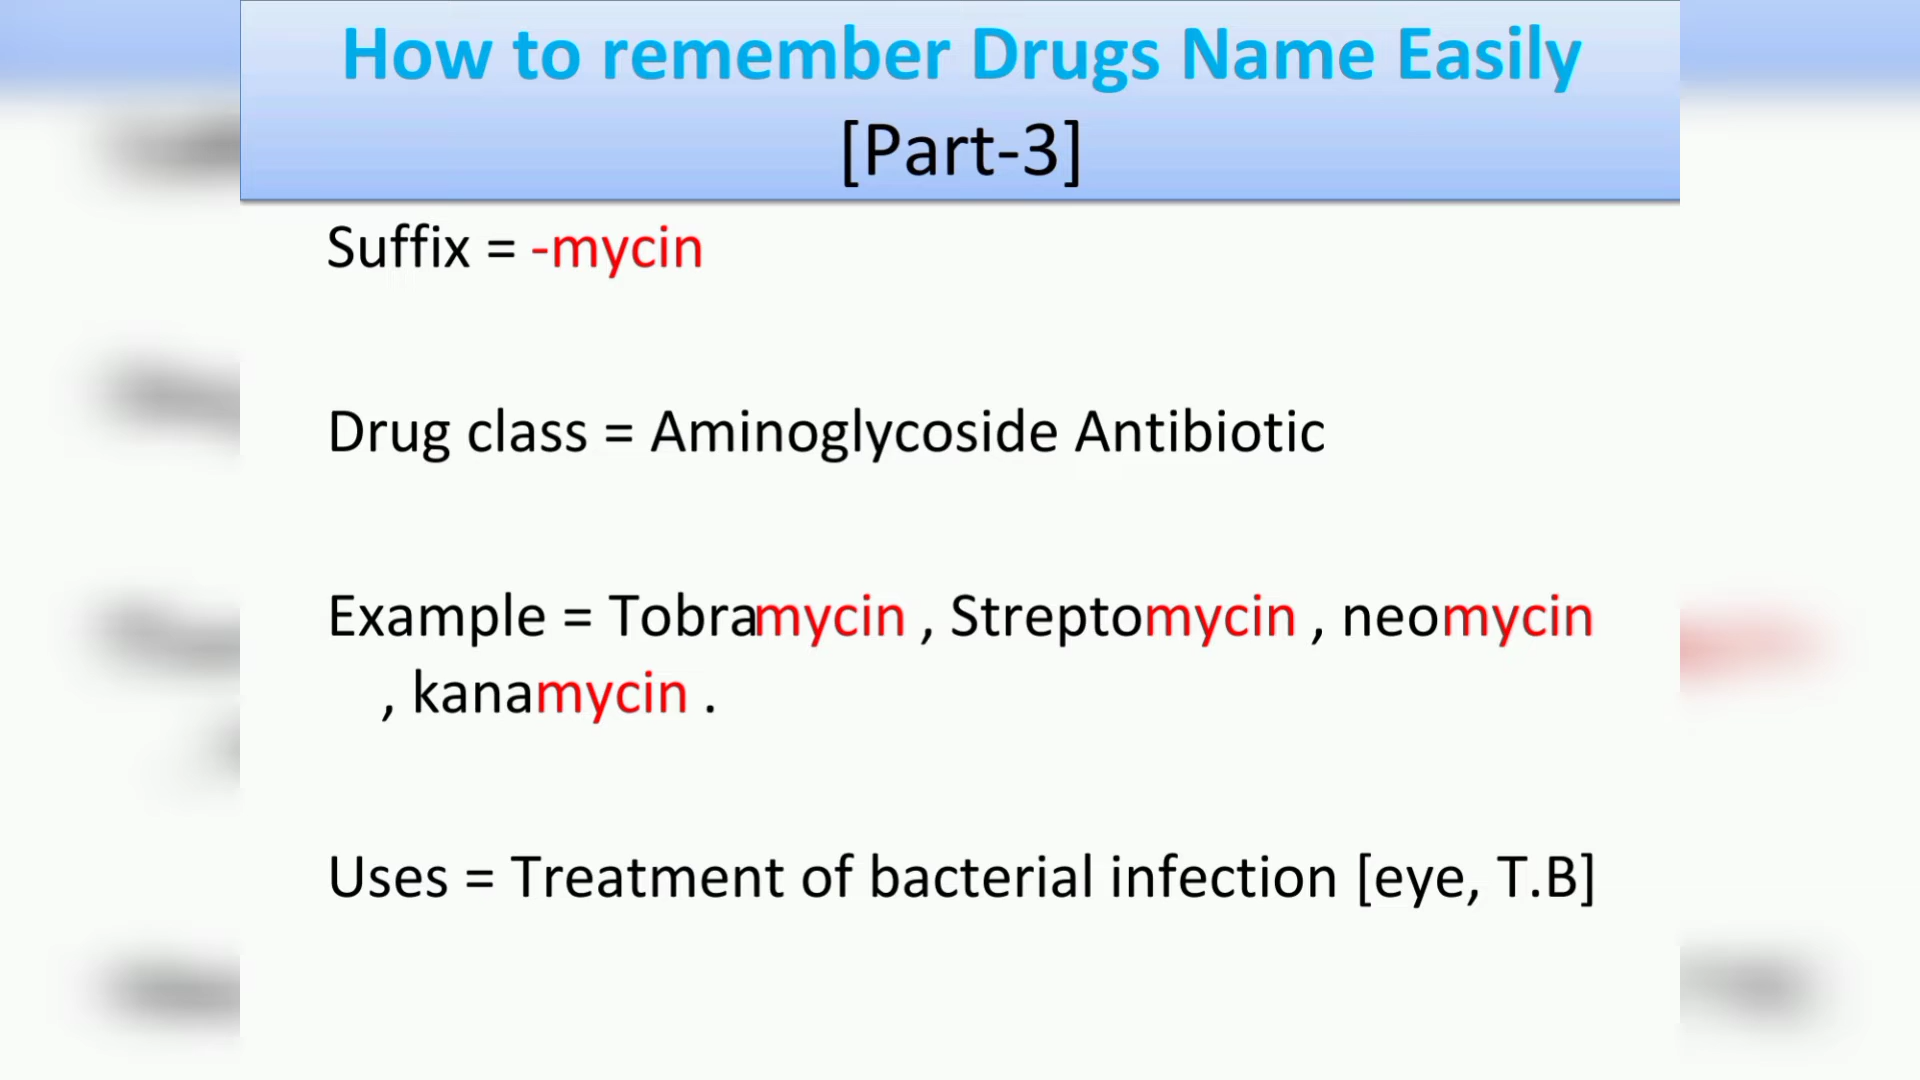 How to remember Drugs Name Easily
[Part-3]
Suffix = -mycin
Drug class = Aminoglycoside Antibiotic
Example = Tobramycin , Streptomycin , neomycin
, kanamycin .
Uses = Treatment of bacterial infection [eye, T.B]